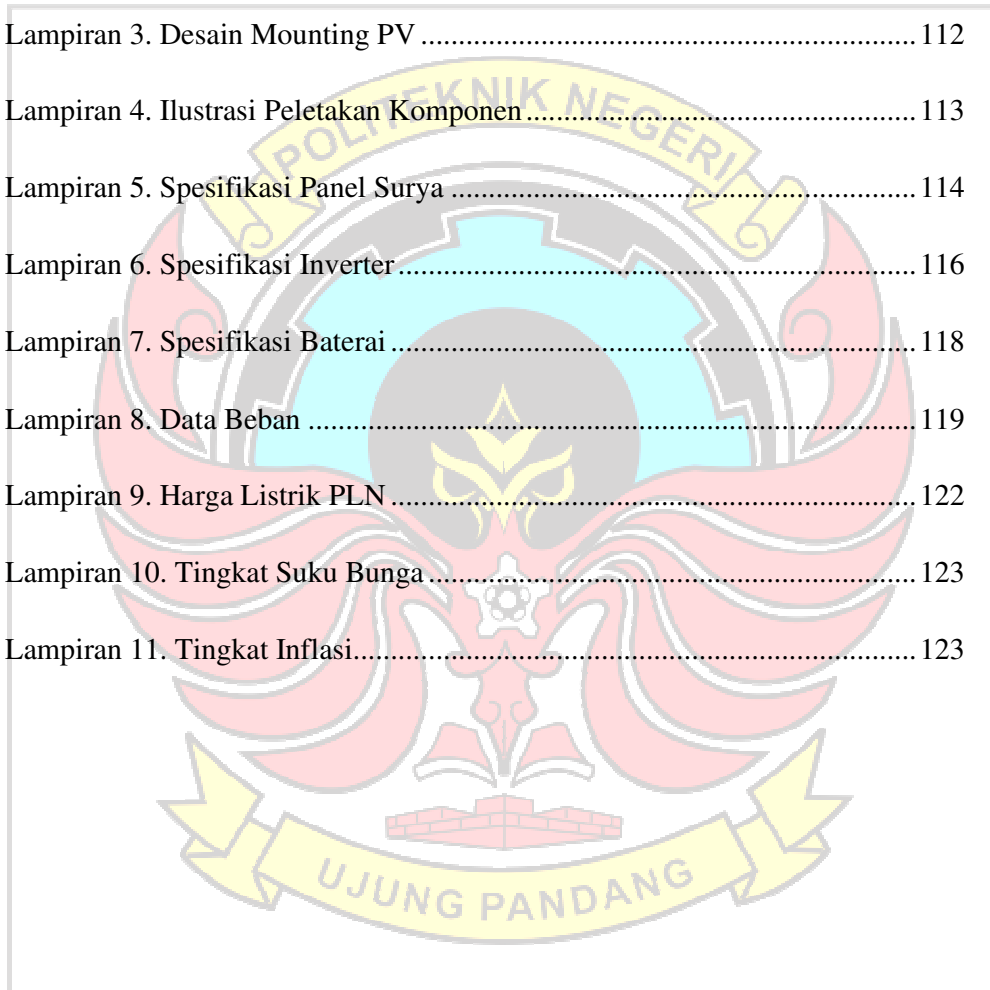 Lampiran 3. Desain Mounting PV ................................................................ 112
POLITEKNIK NEGERI
Lampiran 4. Ilustrasi Peletakan Komponen .................................................. 113
Lampiran 5. Spesifikasi Panel Surya ............................................................. 114
Lampiran 6. Spesifikasi Inverter .................................................................... 116
Lampiran 7. Spesifikasi Baterai ..................................................................... 118
Lampiran 8. Data Beban ................................................................................ 119
Lampiran 9. Harga Listrik PLN ..................................................................... 122
Lampiran 10. Tingkat Suku Bunga ................................................................ 123
Lampiran 11. Tingkat Inflasi .......................................................................... 123
UJUNG PANDANG